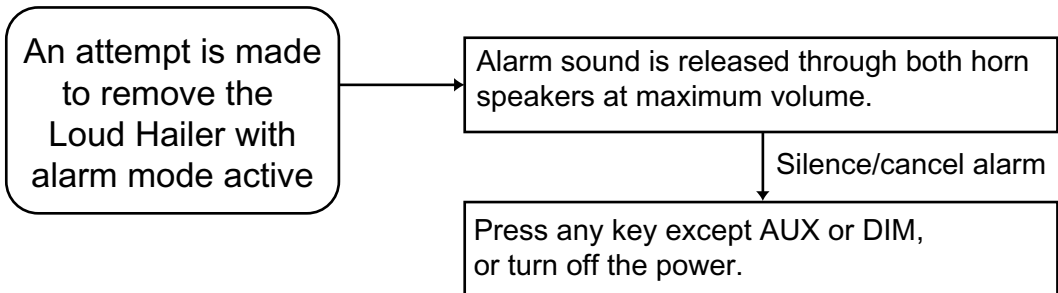 An attempt is made
to remove the
Loud Hailer with
alarm mode active
Alarm sound is released through both horn
speakers at maximum volume.
Silence/cancel alarm
Press any key except AUX or DIM,
or turn off the power.